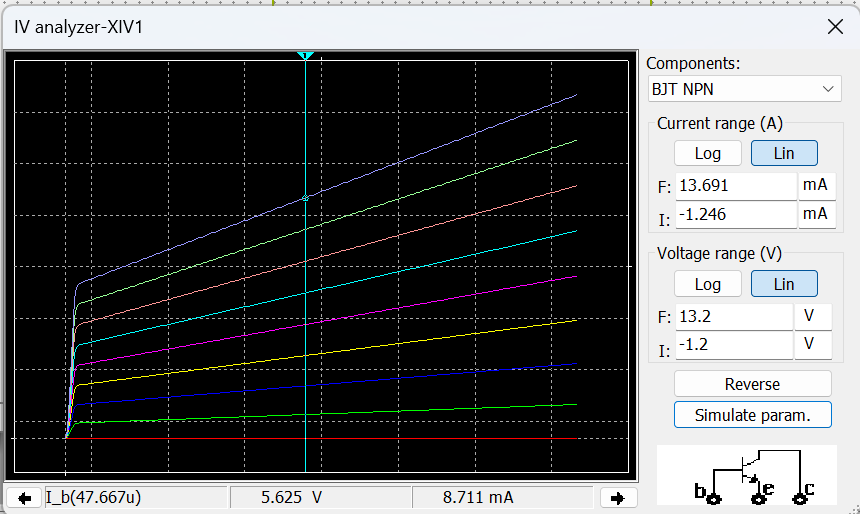 IV analyzer-XIV1
1
Components:
BJT NPN
Current range (A)
Log Lin
F: 13.691 mA
I: -1.246 mA
Voltage range (V)
Log Lin
F: 13.2 V
I: -1.2 V
Reverse
Simulate param.
b e c
I_b(47.667u) 5.625 V 8.711 mA